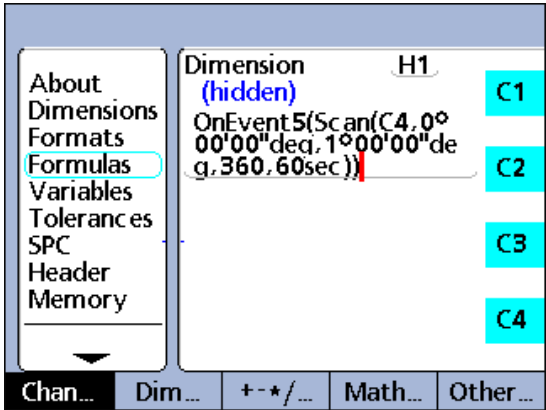 About
Dimensions
Formats
Formulas
Variables
Tolerances
SPC
Header
Memory
Dimension H1
(hidden)
OnEvent5(Scan(C4,0°
00'00"deg,1°00'00"de
g,360,60sec))
C1
C2
C3
C4
Chan... Dim... +-*/... Math... Other...